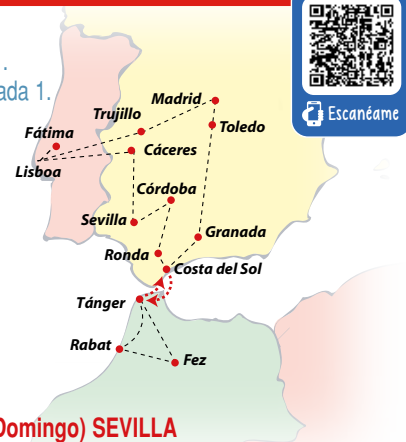 .
ada 1.
Escanéame
Madrid
Trujillo
Toledo
Fátima
Cáceres
Lisboa
Córdoba
Sevilla
Granada
Ronda
Costa del Sol
Tánger
Rabat
Fez
Domingo) SEVILLA